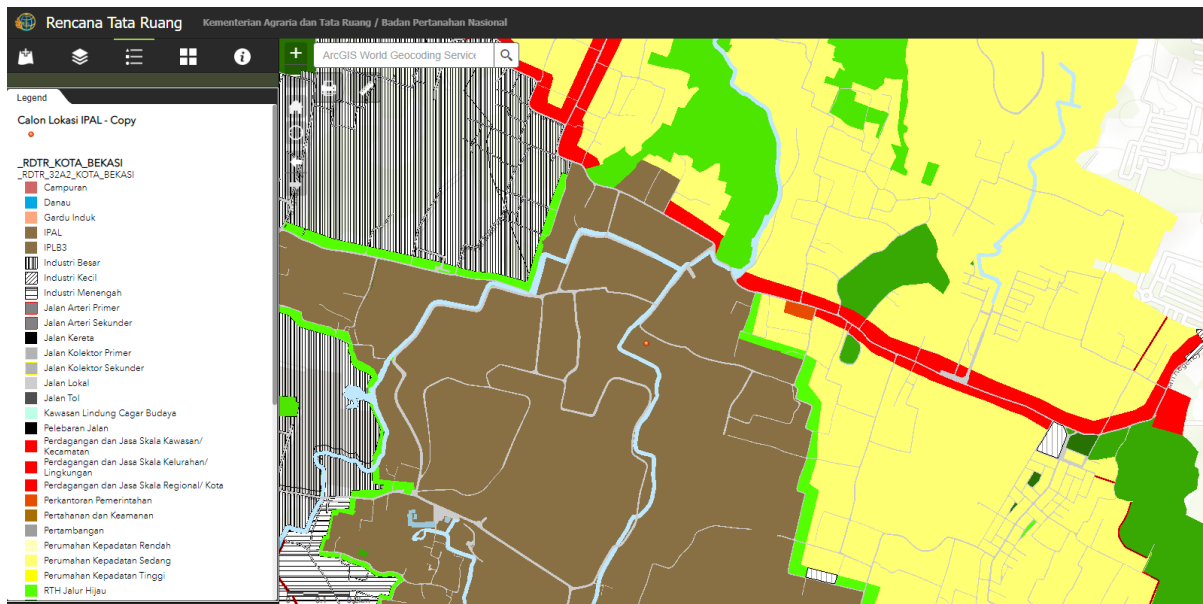 Rencana Tata Ruang
Kementerian Agraria dan Tata Ruang / Badan Pertanahan Nasional
ArcGIS World Geocoding Servic
Legend
Calon Lokasi IPAL - Copy
_RDTR_KOTA_BEKASI
_RDTR_32A2_KOTA_BEKASI
Campuran
Danau
Gardu Induk
IPAL
IPLB3
Industri Besar
Industri Kecil
Industri Menengah
Jalan Arteri Primer
Jalan Arteri Sekunder
Jalan Kereta
Jalan Kolektor Primer
Jalan Kolektor Sekunder
Jalan Lokal
Jalan Tol
Kawasan Lindung Cagar Budaya
Pelebaran Jalan
Perdagangan dan Jasa Skala Kawasan/
Kecamatan
Perdagangan dan Jasa Skala Kelurahan/
Lingkungan
Perdagangan dan Jasa Skala Regional/ Kota
Perkantoran Pemerintahan
Pertahanan dan Keamanan
Pertambangan
Perumahan Kepadatan Rendah
Perumahan Kepadatan Sedang
Perumahan Kepadatan Tinggi
RTH Jalur Hijau